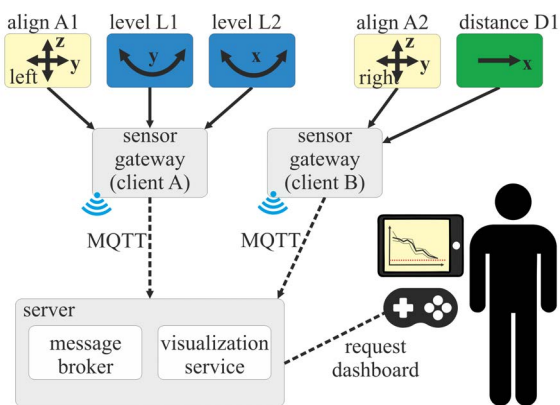 align A1
level L1
level L2
align A2
distance D1
z
y
left
y
x
z
y
right
x
sensor
gateway
(client A)
sensor
gateway
(client B)
MQTT
MQTT
server
message
broker
visualization
service
request
dashboard